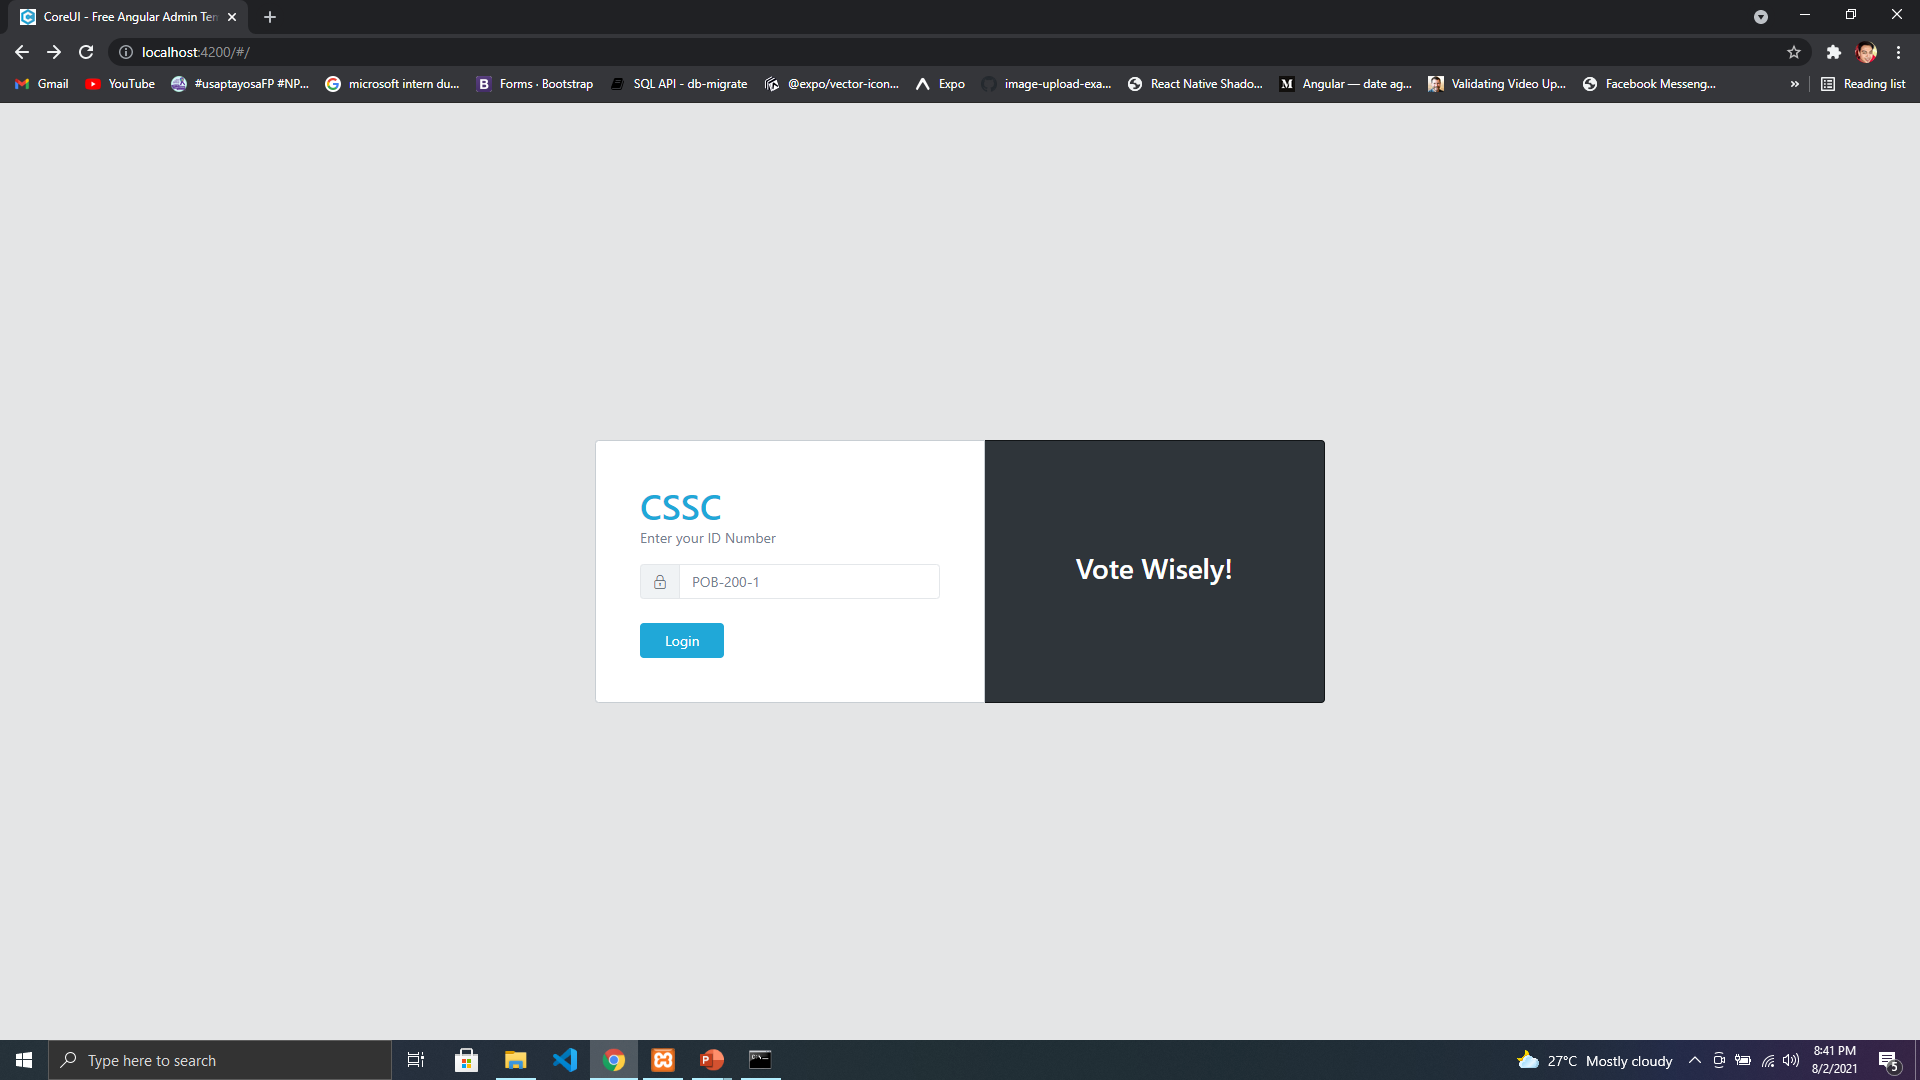 CoreUI - Free Angular Admin Ten
localhost:4200/#/
Gmail YouTube #usaptayosaFP #NP... microsoft intern du... Forms · Bootstrap SQL API - db-migrate @expo/vector-icon... Expo image-upload-exa... React Native Shado... Angular — date ag... Validating Video Up... Facebook Messeng... » Reading list
CSSC
Enter your ID Number
POB-200-1
Login
Vote Wisely!
Type here to search
27°C Mostly cloudy
8:41 PM
8/2/2021
5